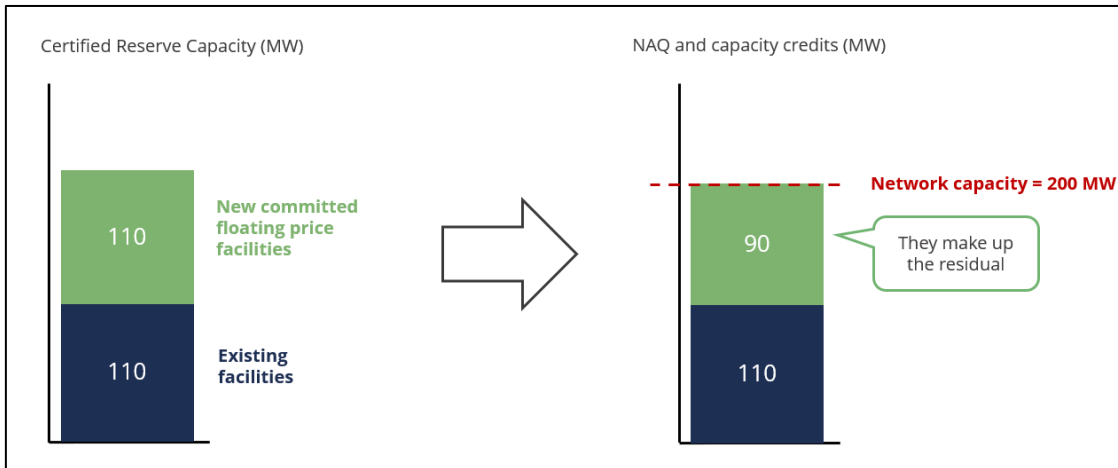 Certified Reserve Capacity (MW)
110
New committed
floating price
facilities
110
Existing
facilities
NAQ and capacity credits (MW)
Network capacity = 200 MW
90
They make up
the residual
110